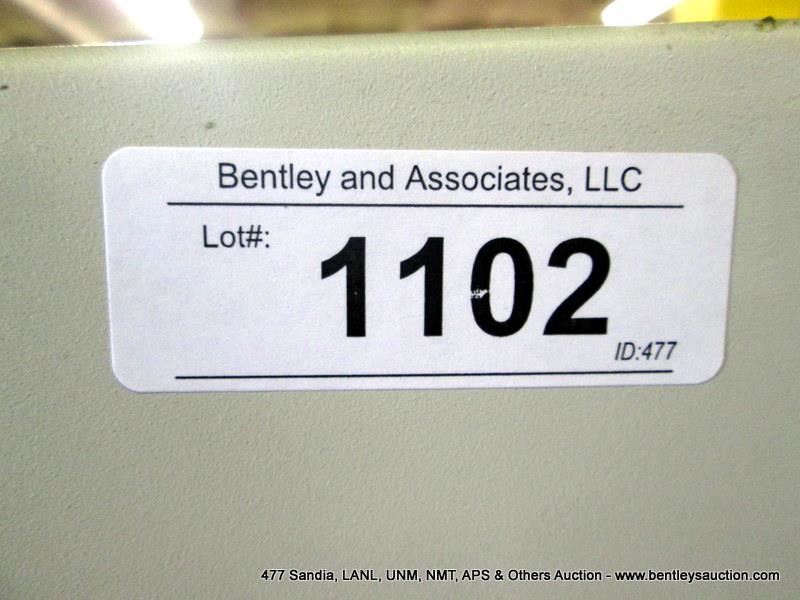 Bentley and Associates, LLC
Lot#:
1102
ID:477
477 Sandia, LANL, UNM, NMT, APS & Others Auction - www.bentleysauction.com